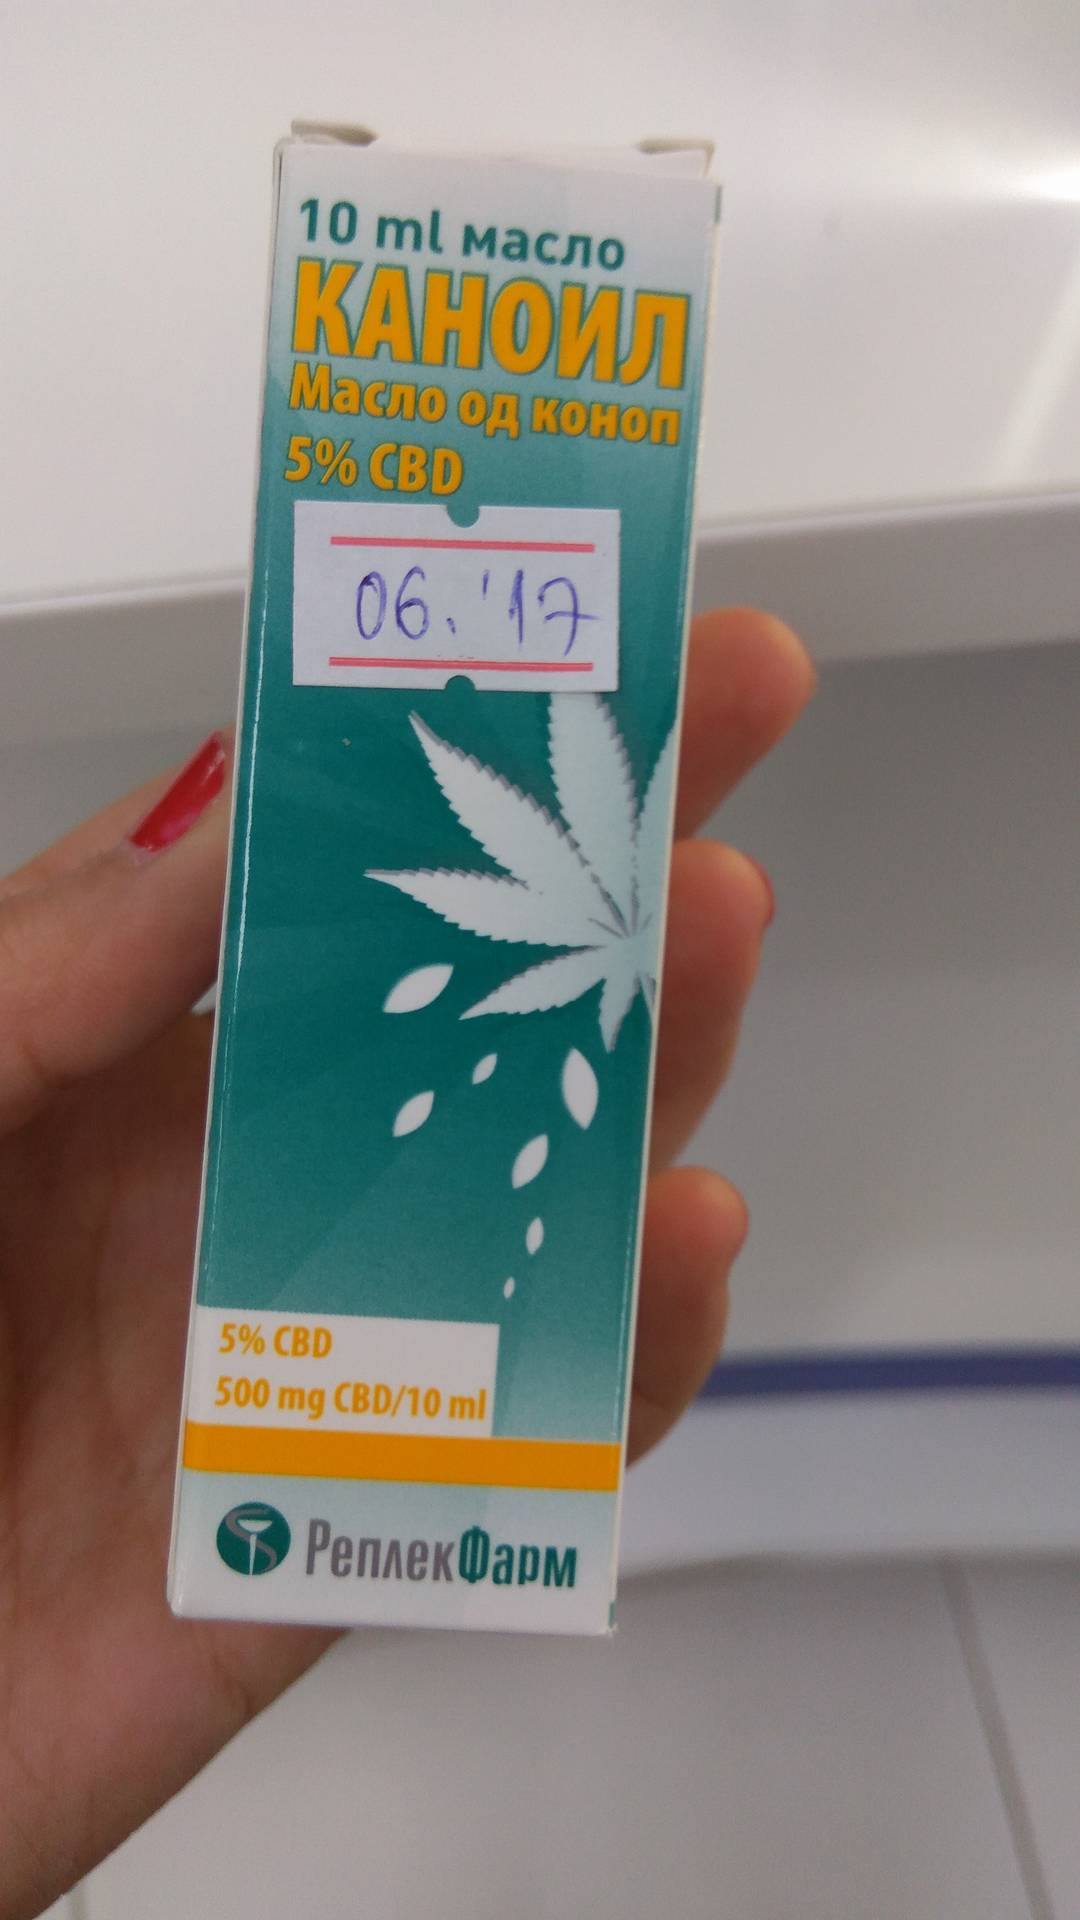 10 ml масло
КАНОИЛ
Масло од коноп
5% CBD
06. '17
5% CBD
500 mg CBD/10 ml
РеплекФарм